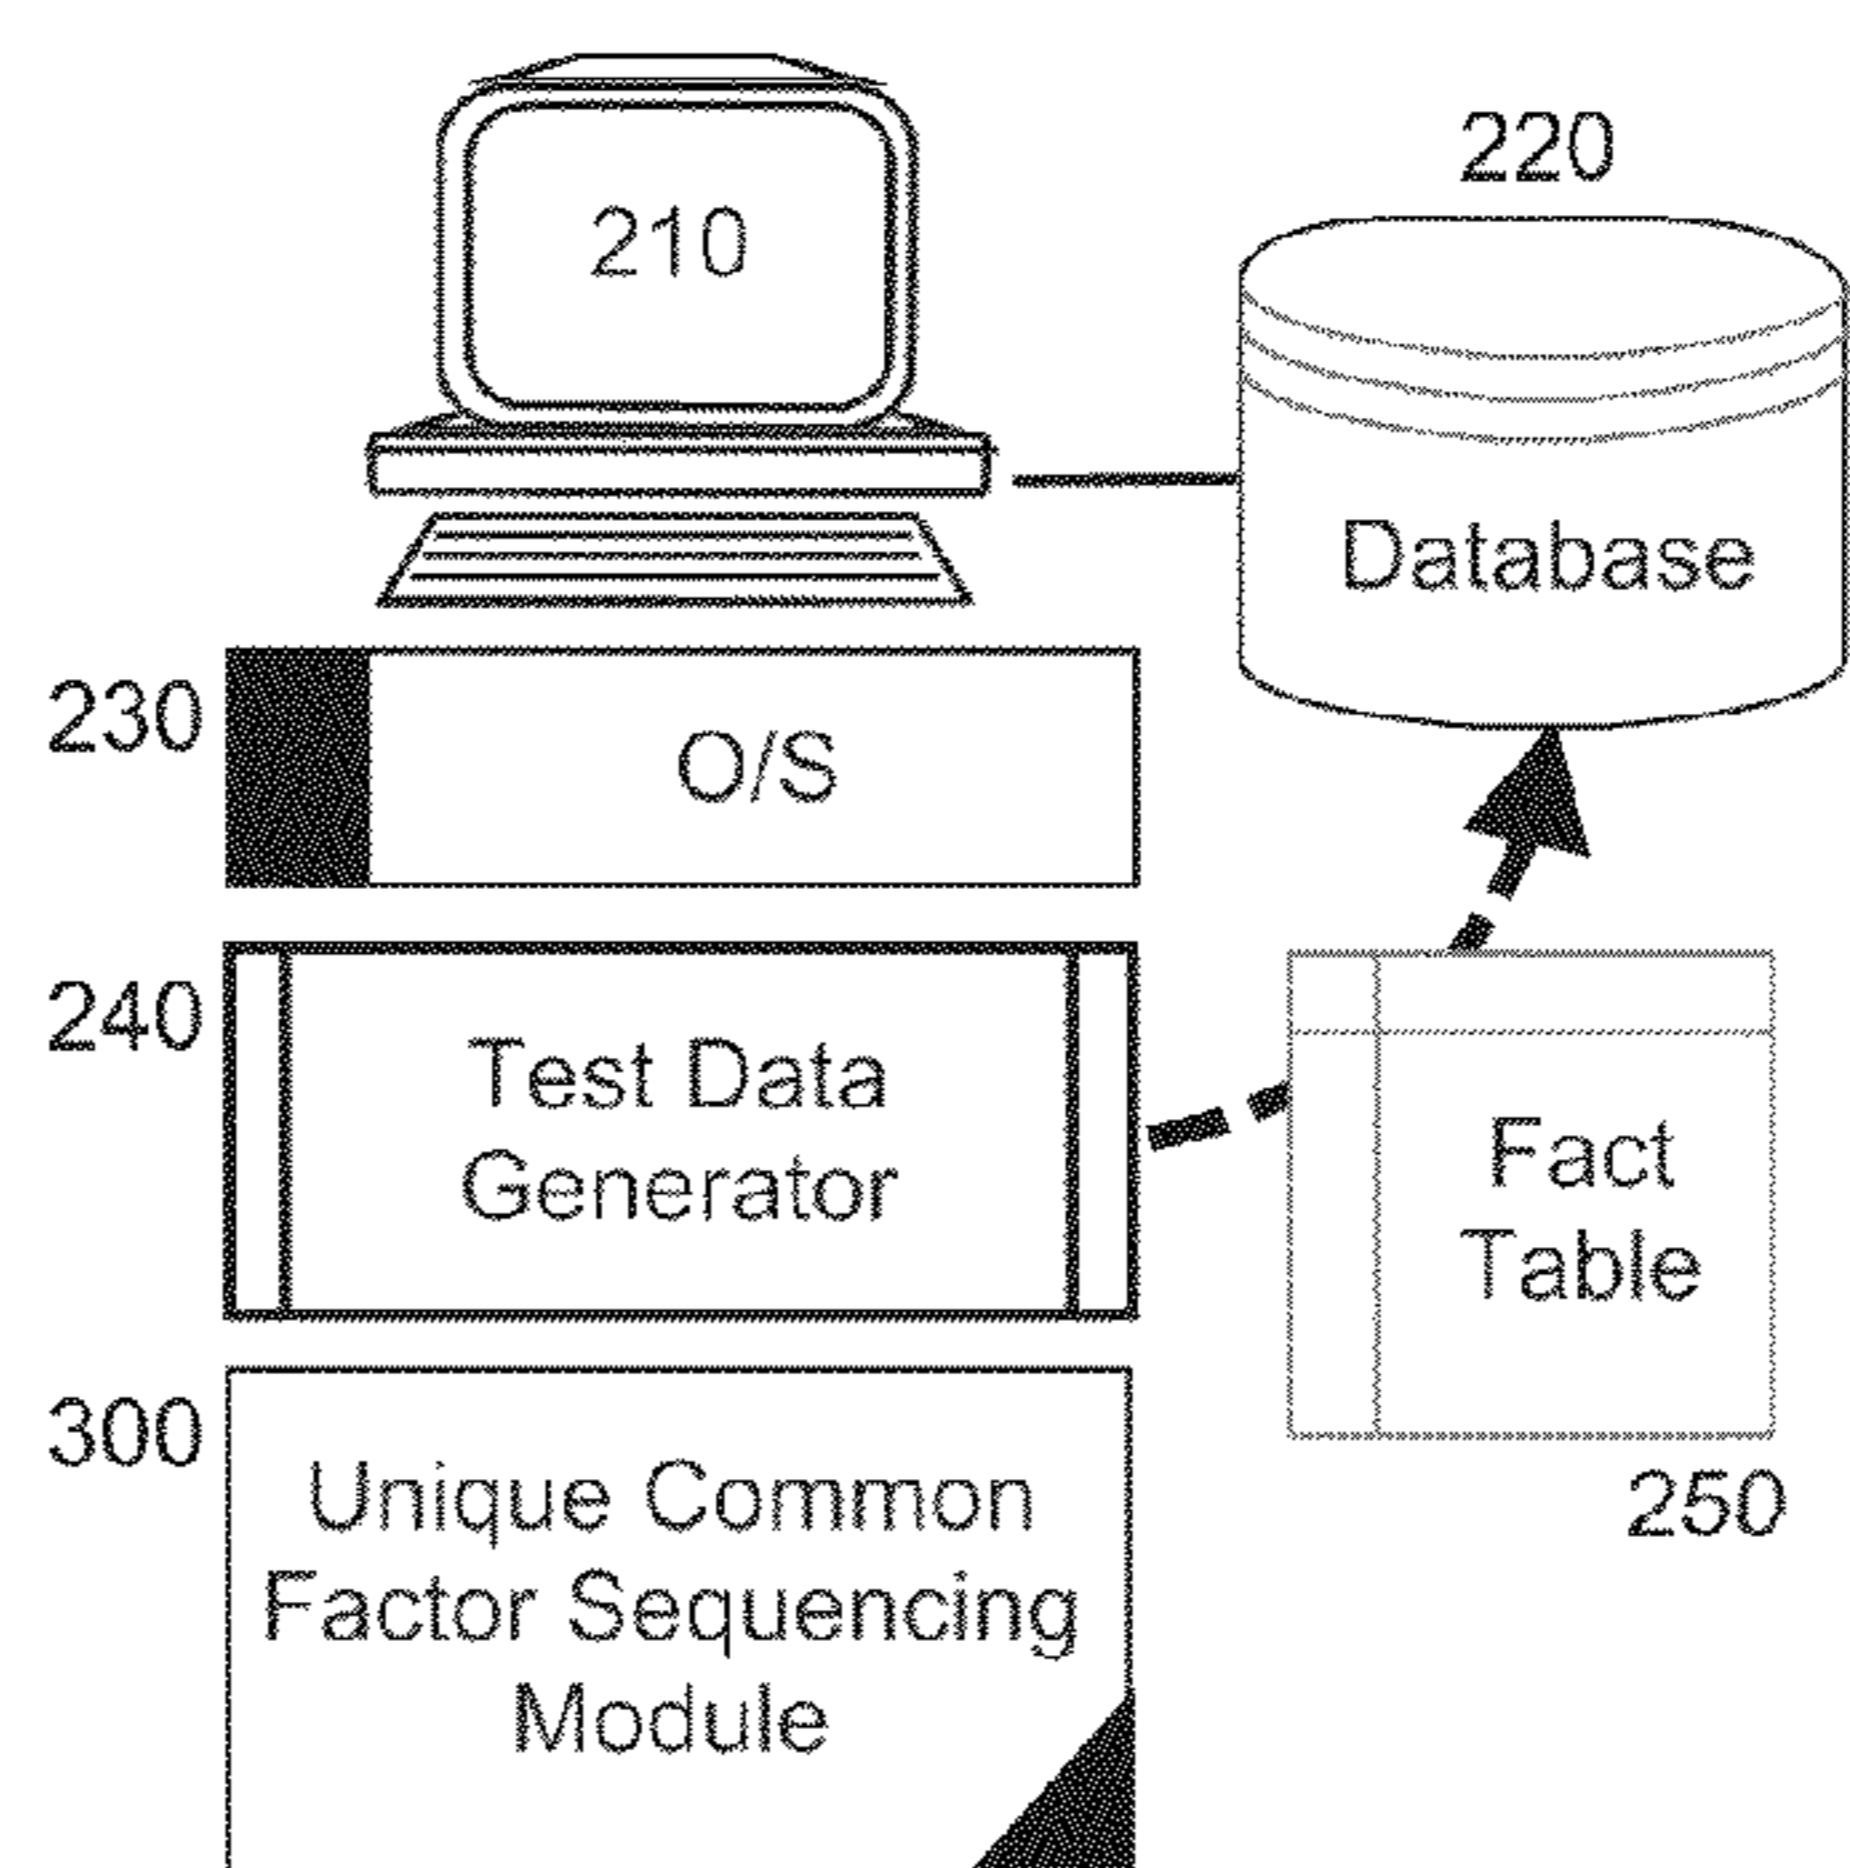 210
220
Database
230
O/S
240
Test Data
Generator
Fact
Table
250
300
Unique Common
Factor Sequencing
Module